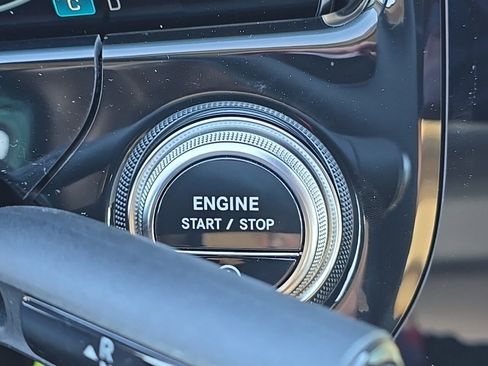 C D
ENGINE
START / STOP
R